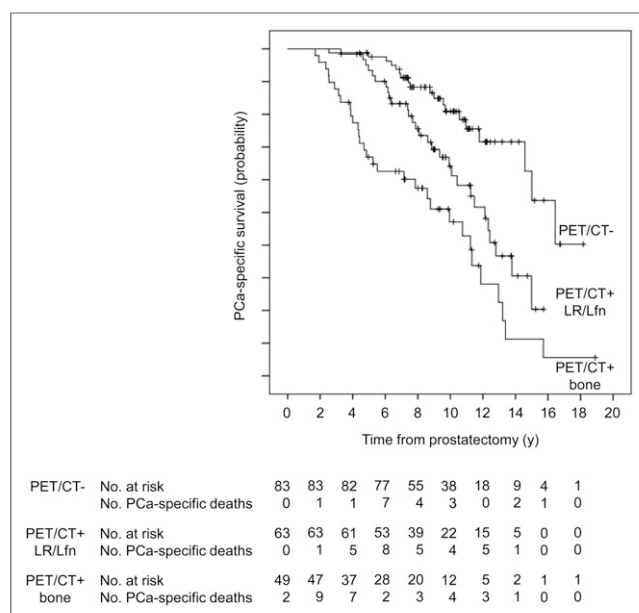 PCa-specific survival (probability)
PET/CT-
PET/CT+
LR/Lfn
PET/CT+
bone
0 2 4 6 8 10 12 14 16 18 20
Time from prostatectomy (y)
PET/CT- No. at risk 83 83 82 77 55 38 18 9 4 1
No. PCa-specific deaths 0 1 1 7 4 3 0 2 1 0
PET/CT+ No. at risk 63 63 61 53 39 22 15 5 0 0
LR/Lfn No. PCa-specific deaths 0 1 5 8 5 4 5 1 0 0
PET/CT+ No. at risk 49 47 37 28 20 12 5 2 1 1
bone No. PCa-specific deaths 2 9 7 2 3 4 3 1 0 0